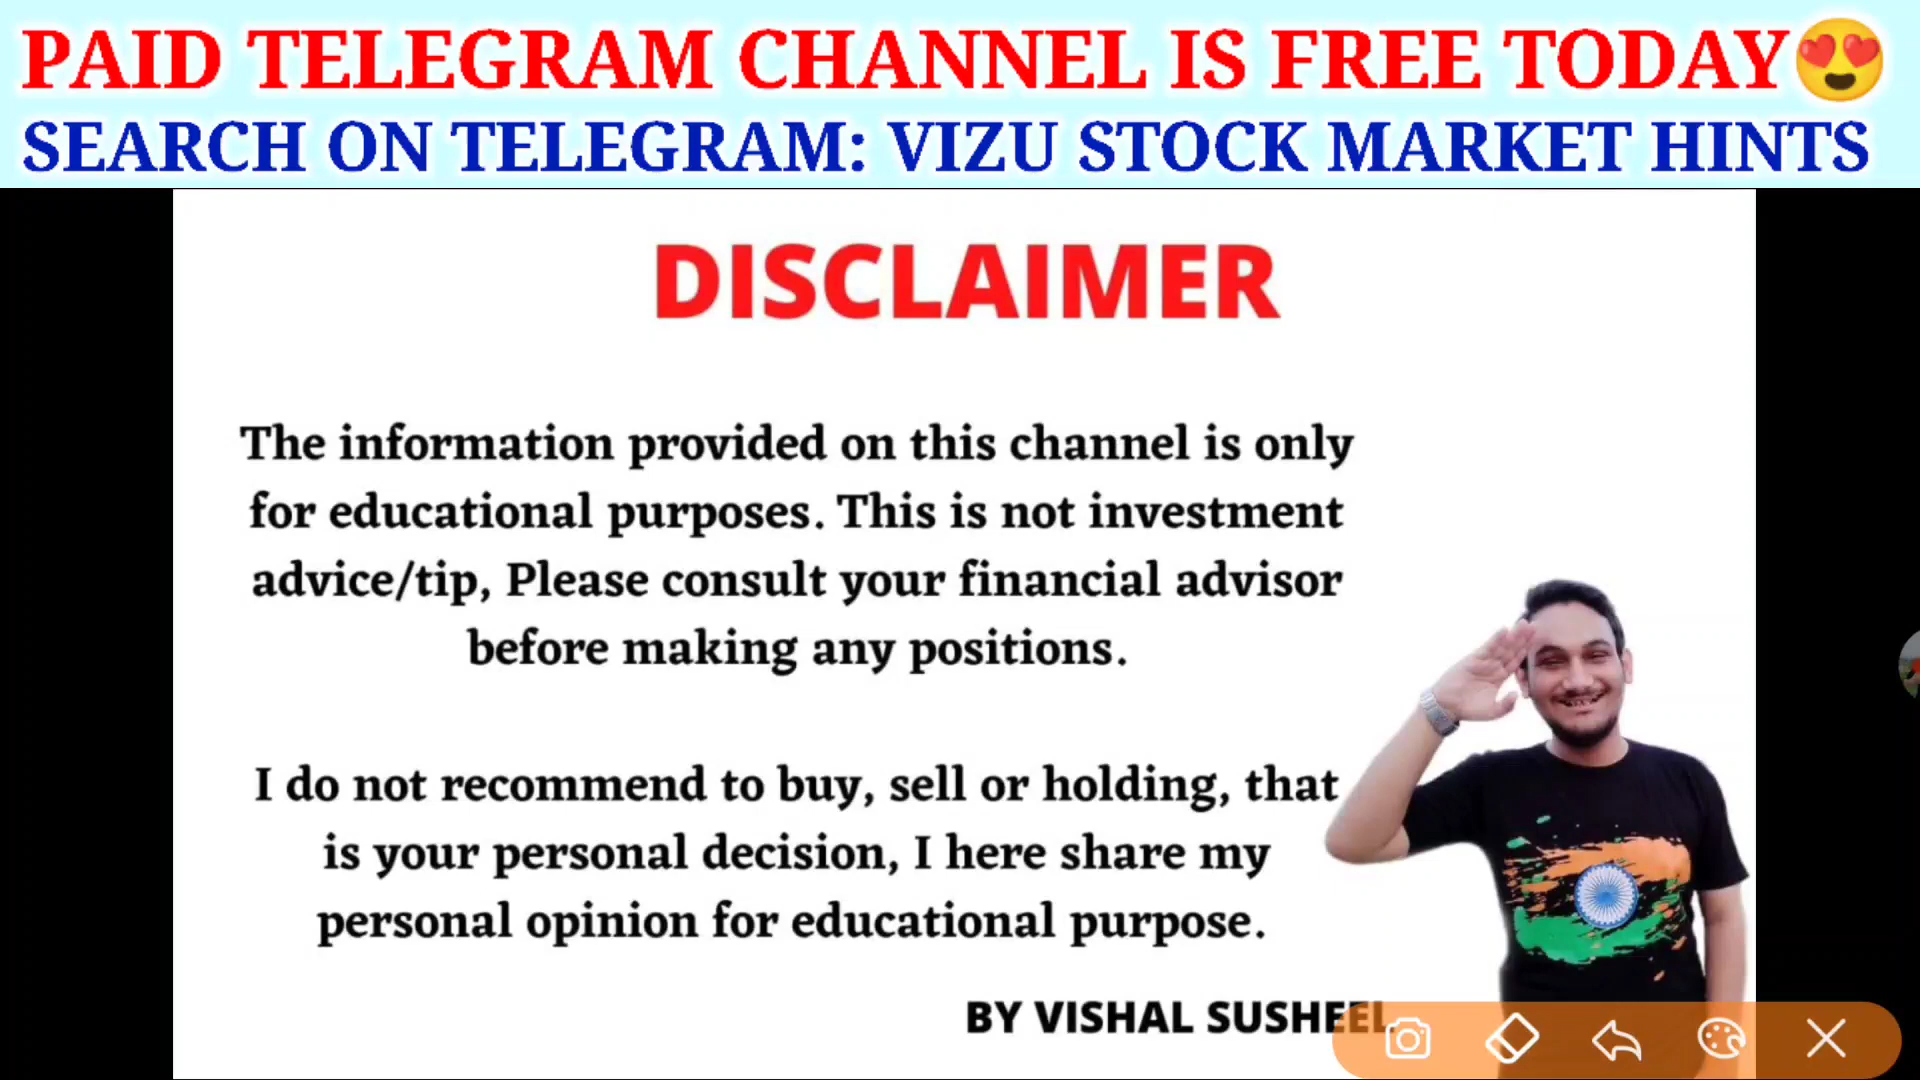 PAID TELEGRAM CHANNEL IS FREE TODAY😍
SEARCH ON TELEGRAM: VIZU STOCK MARKET HINTS
DISCLAIMER
The information provided on this channel is only
for educational purposes. This is not investment
advice/tip, Please consult your financial advisor
before making any positions.
I do not recommend to buy, sell or holding, that
is your personal decision, I here share my
personal opinion for educational purpose.
BY VISHAL SUSHEEL